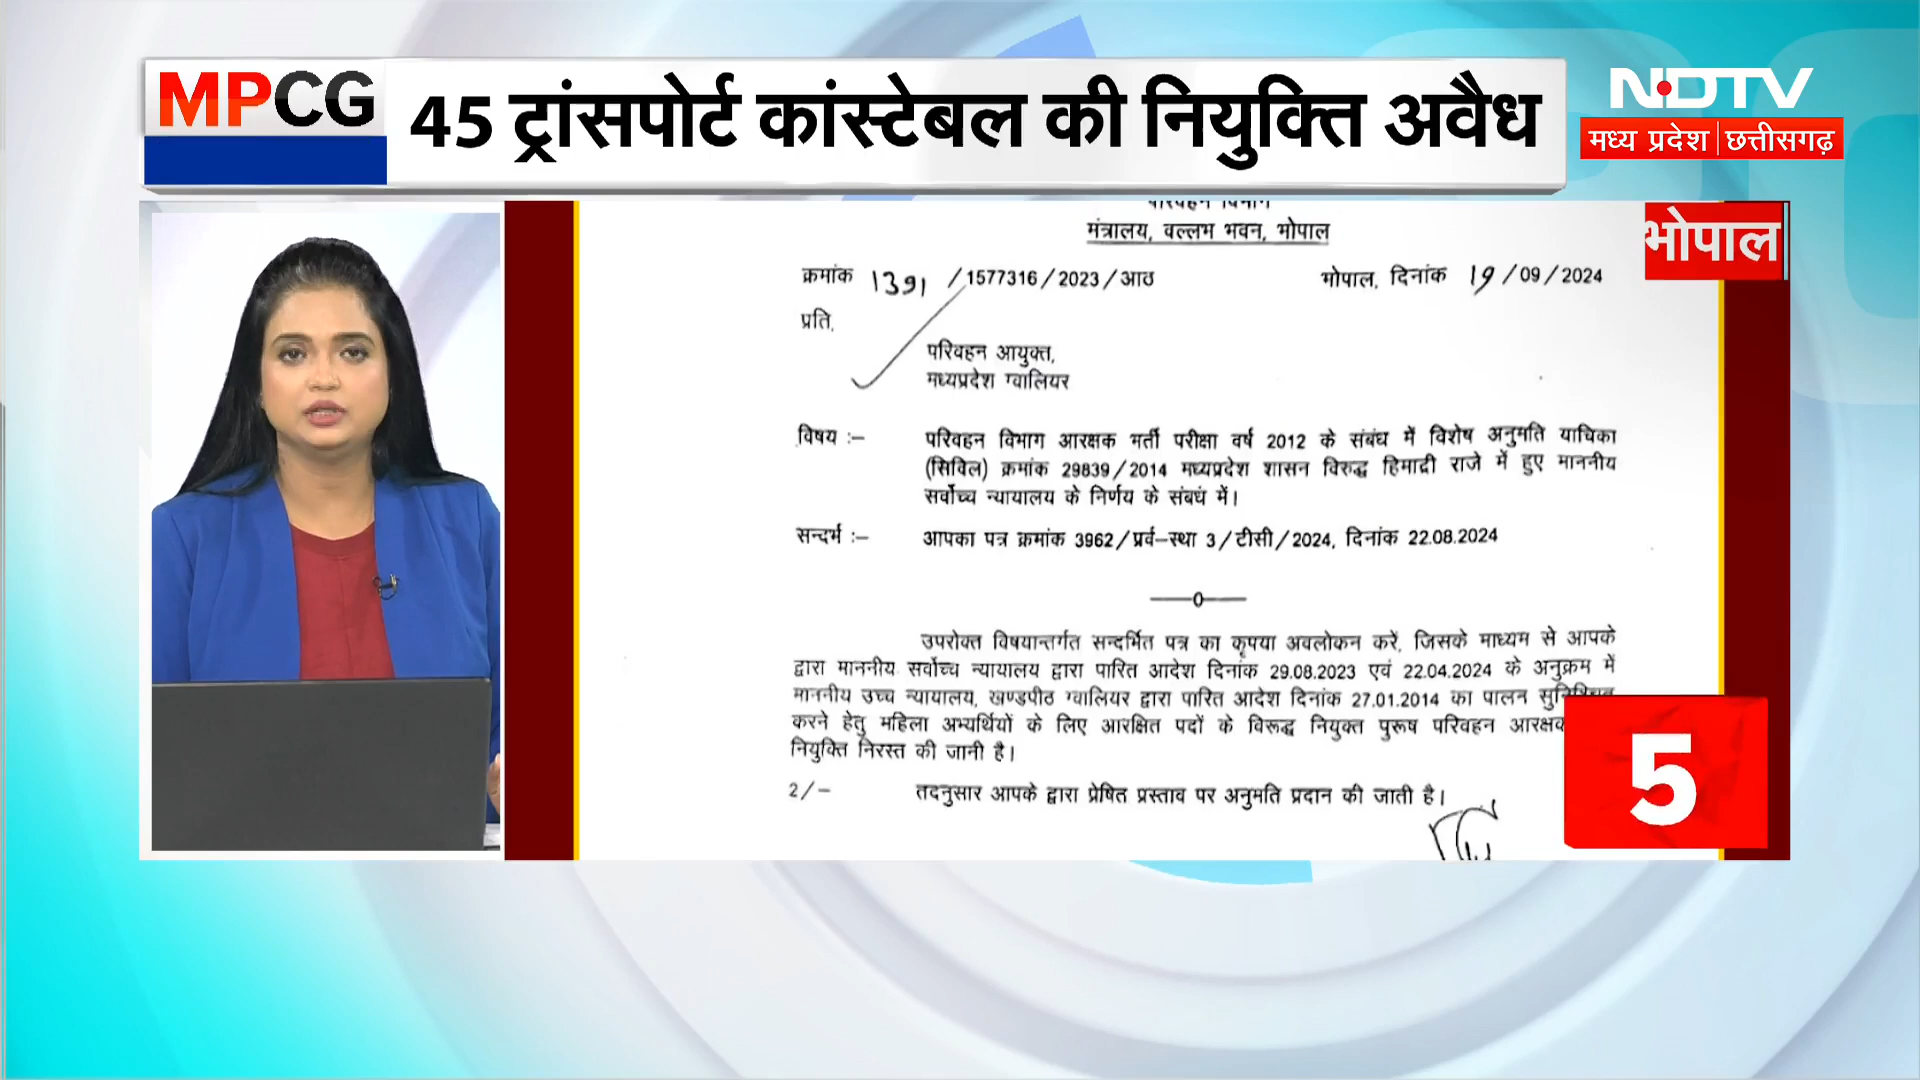 MPCG
45 ट्रांसपोर्ट कांस्टेबल की नियुक्ति अवैध
NDTV
मध्य प्रदेश | छत्तीसगढ़
भोपाल
परिवहन विभाग
मंत्रालय, वल्लभ भवन, भोपाल
क्रमांक 1391 /1577316/2023/आठ भोपाल, दिनांक 19/09/2024
प्रति,
परिवहन आयुक्त,
मध्यप्रदेश ग्वालियर
विषय :– परिवहन विभाग आरक्षक भर्ती परीक्षा वर्ष 2012 के संबंध में विशेष अनुमति याचिका
(सिविल) क्रमांक 29839/2014 मध्यप्रदेश शासन विरुद्ध हिमाद्री राजे में हुए माननीय
सर्वोच्च न्यायालय के निर्णय के संबंध में।
सन्दर्भ :– आपका पत्र क्रमांक 3962/प्रर्व–स्था 3/टीसी/2024, दिनांक 22.08.2024
——0——
उपरोक्त विषयान्तर्गत सन्दर्भित पत्र का कृपया अवलोकन करें, जिसके माध्यम से आपके
द्वारा माननीय सर्वोच्च न्यायालय द्वारा पारित आदेश दिनांक 29.08.2023 एवं 22.04.2024 के अनुक्रम में
माननीय उच्च न्यायालय, खण्डपीठ ग्वालियर द्वारा पारित आदेश दिनांक 27.01.2014 का पालन
करने हेतु महिला अभ्यर्थियों के लिए आरक्षित पदों के विरूद्ध नियुक्त पुरूष परिवहन
नियुक्ति निरस्त की जानी है।
2/– तदनुसार आपके द्वारा प्रेषित प्रस्ताव पर अनुमति प्रदान की जाती है।
5